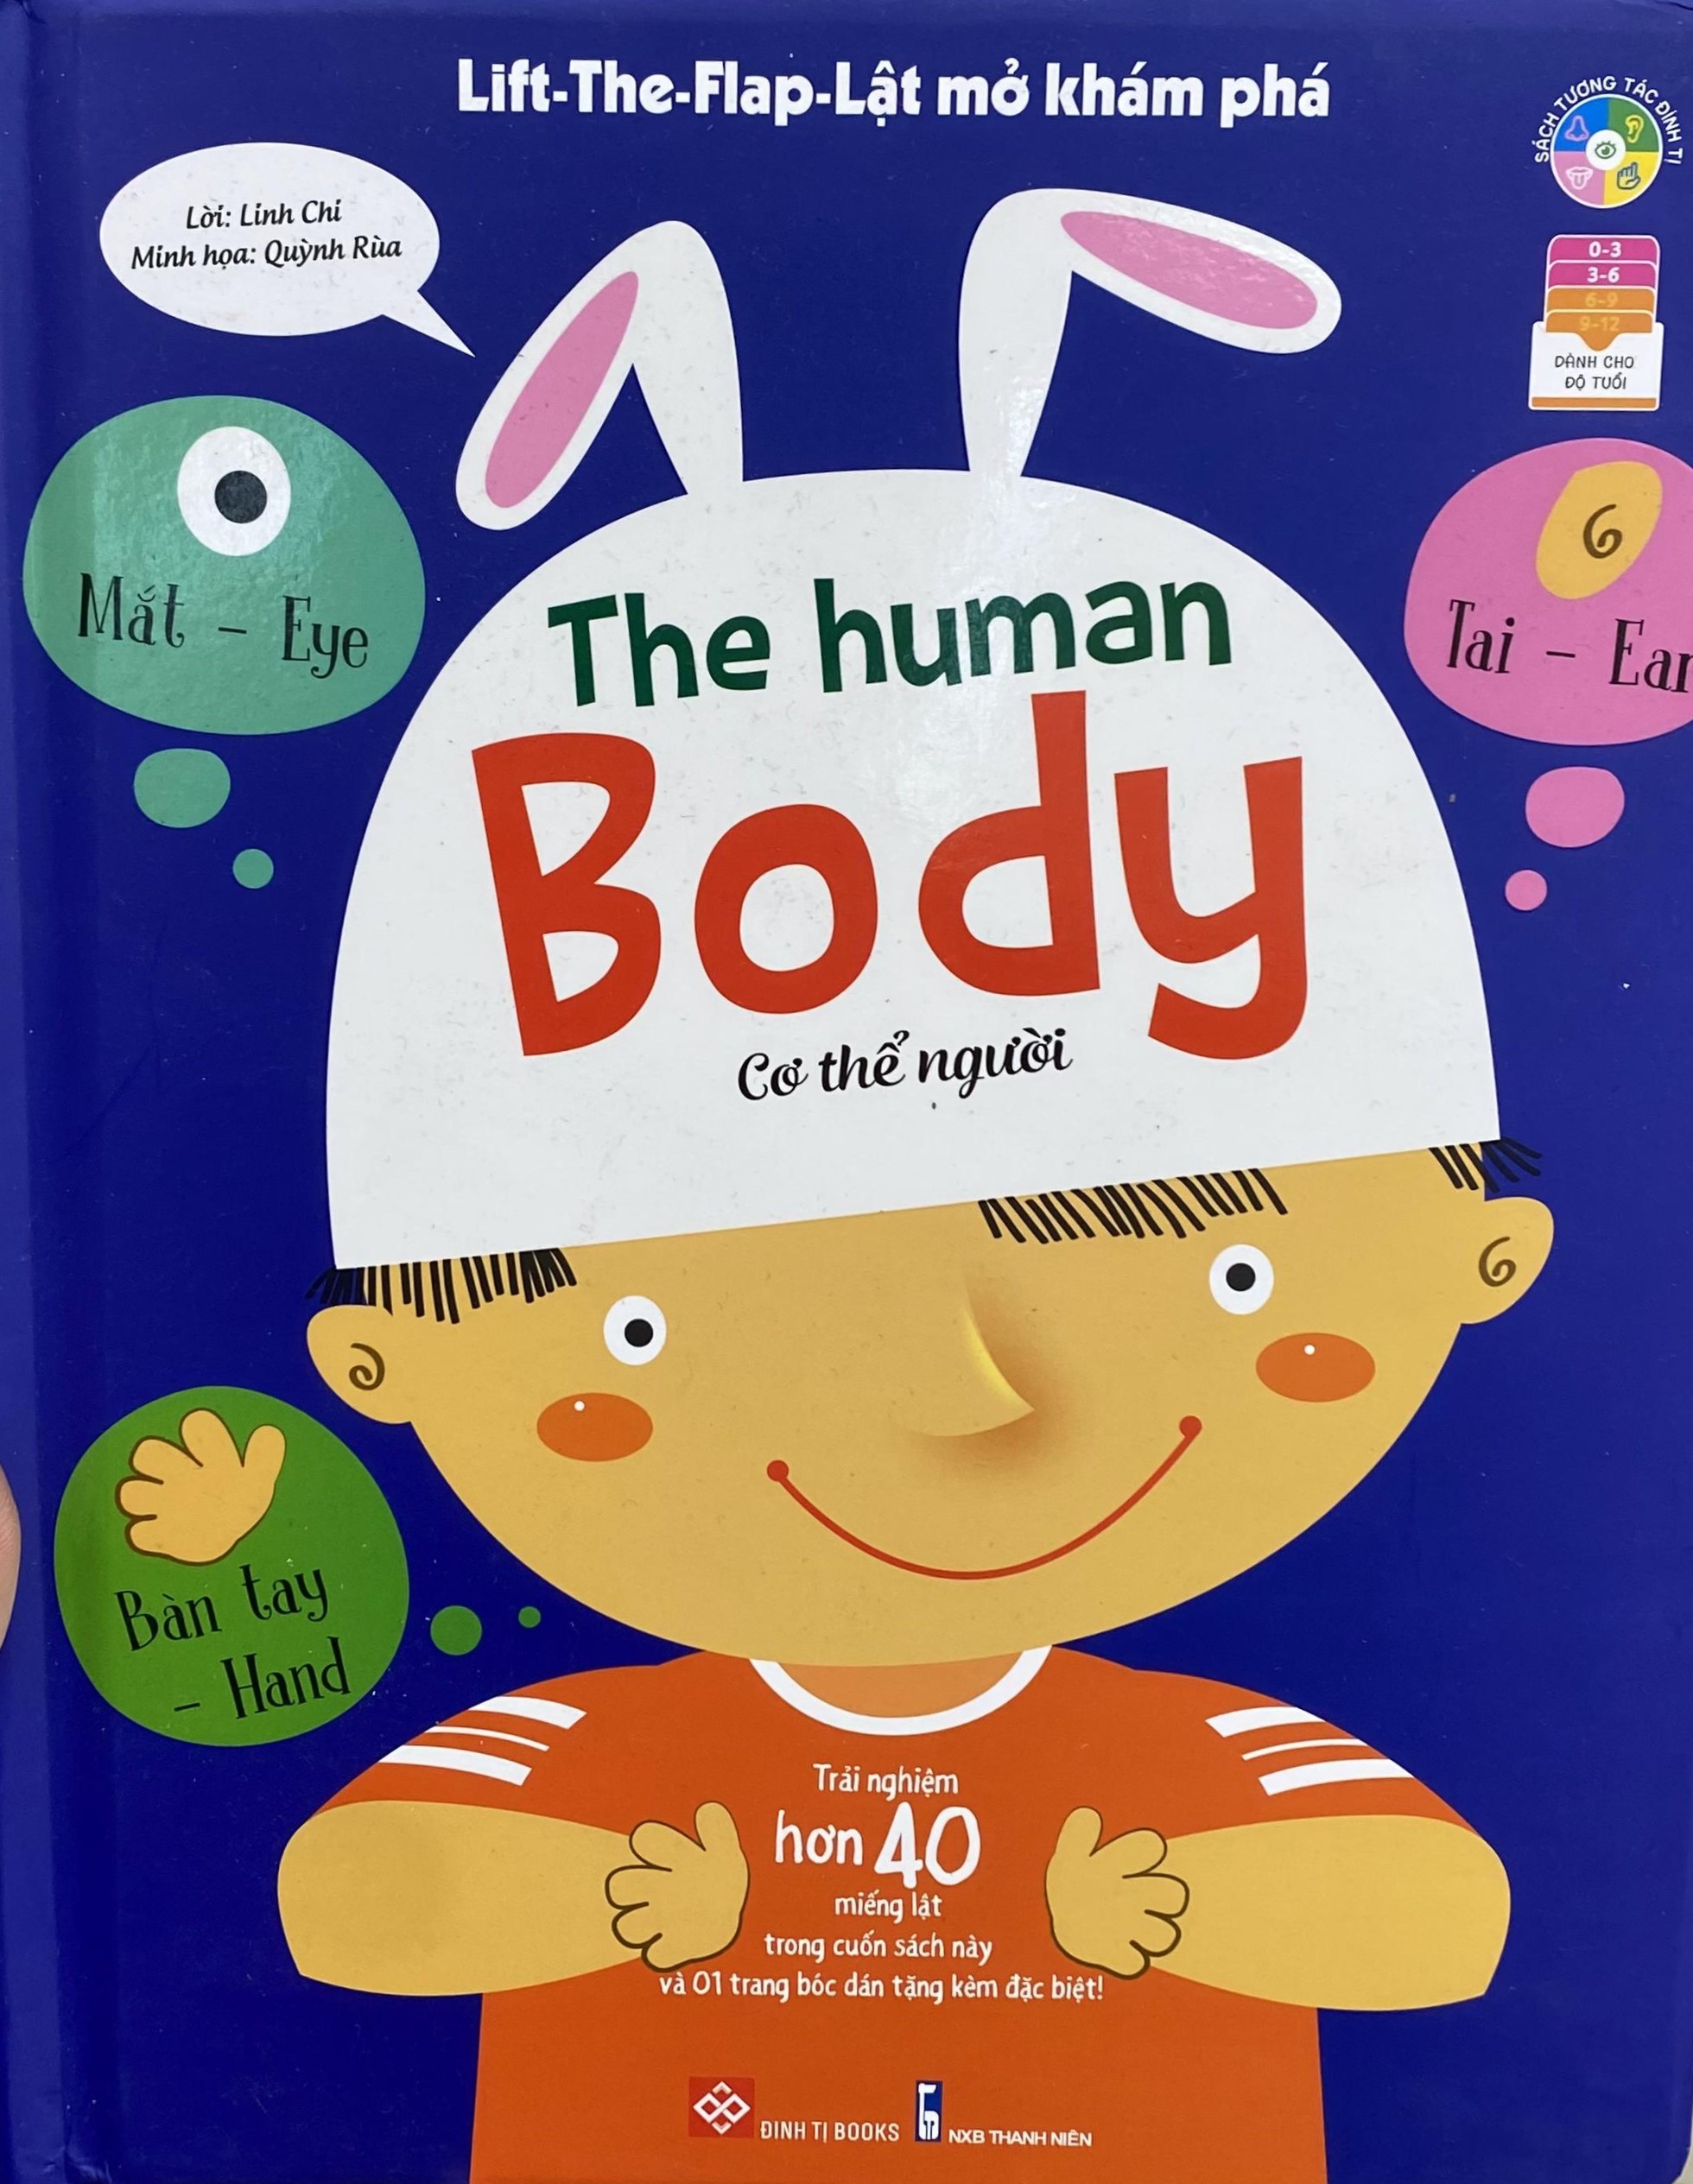 Lift-The-Flap-Lật mở khám phá
SÁCH TƯƠNG TÁC ĐINH TỊ
Lời: Linh Chi
Minh họa: Quỳnh Rùa
0-3
3-6
6-9
9-12
DÀNH CHO
ĐỘ TUỔI
Mắt - Eye
Tai - Ear
The human
Body
Cơ thể người
Bàn tay
- Hand
Trải nghiệm
hơn 40
miếng lật
trong cuốn sách này
và 01 trang bóc dán tặng kèm đặc biệt!
ĐINH TỊ BOOKS
NXB THANH NIÊN